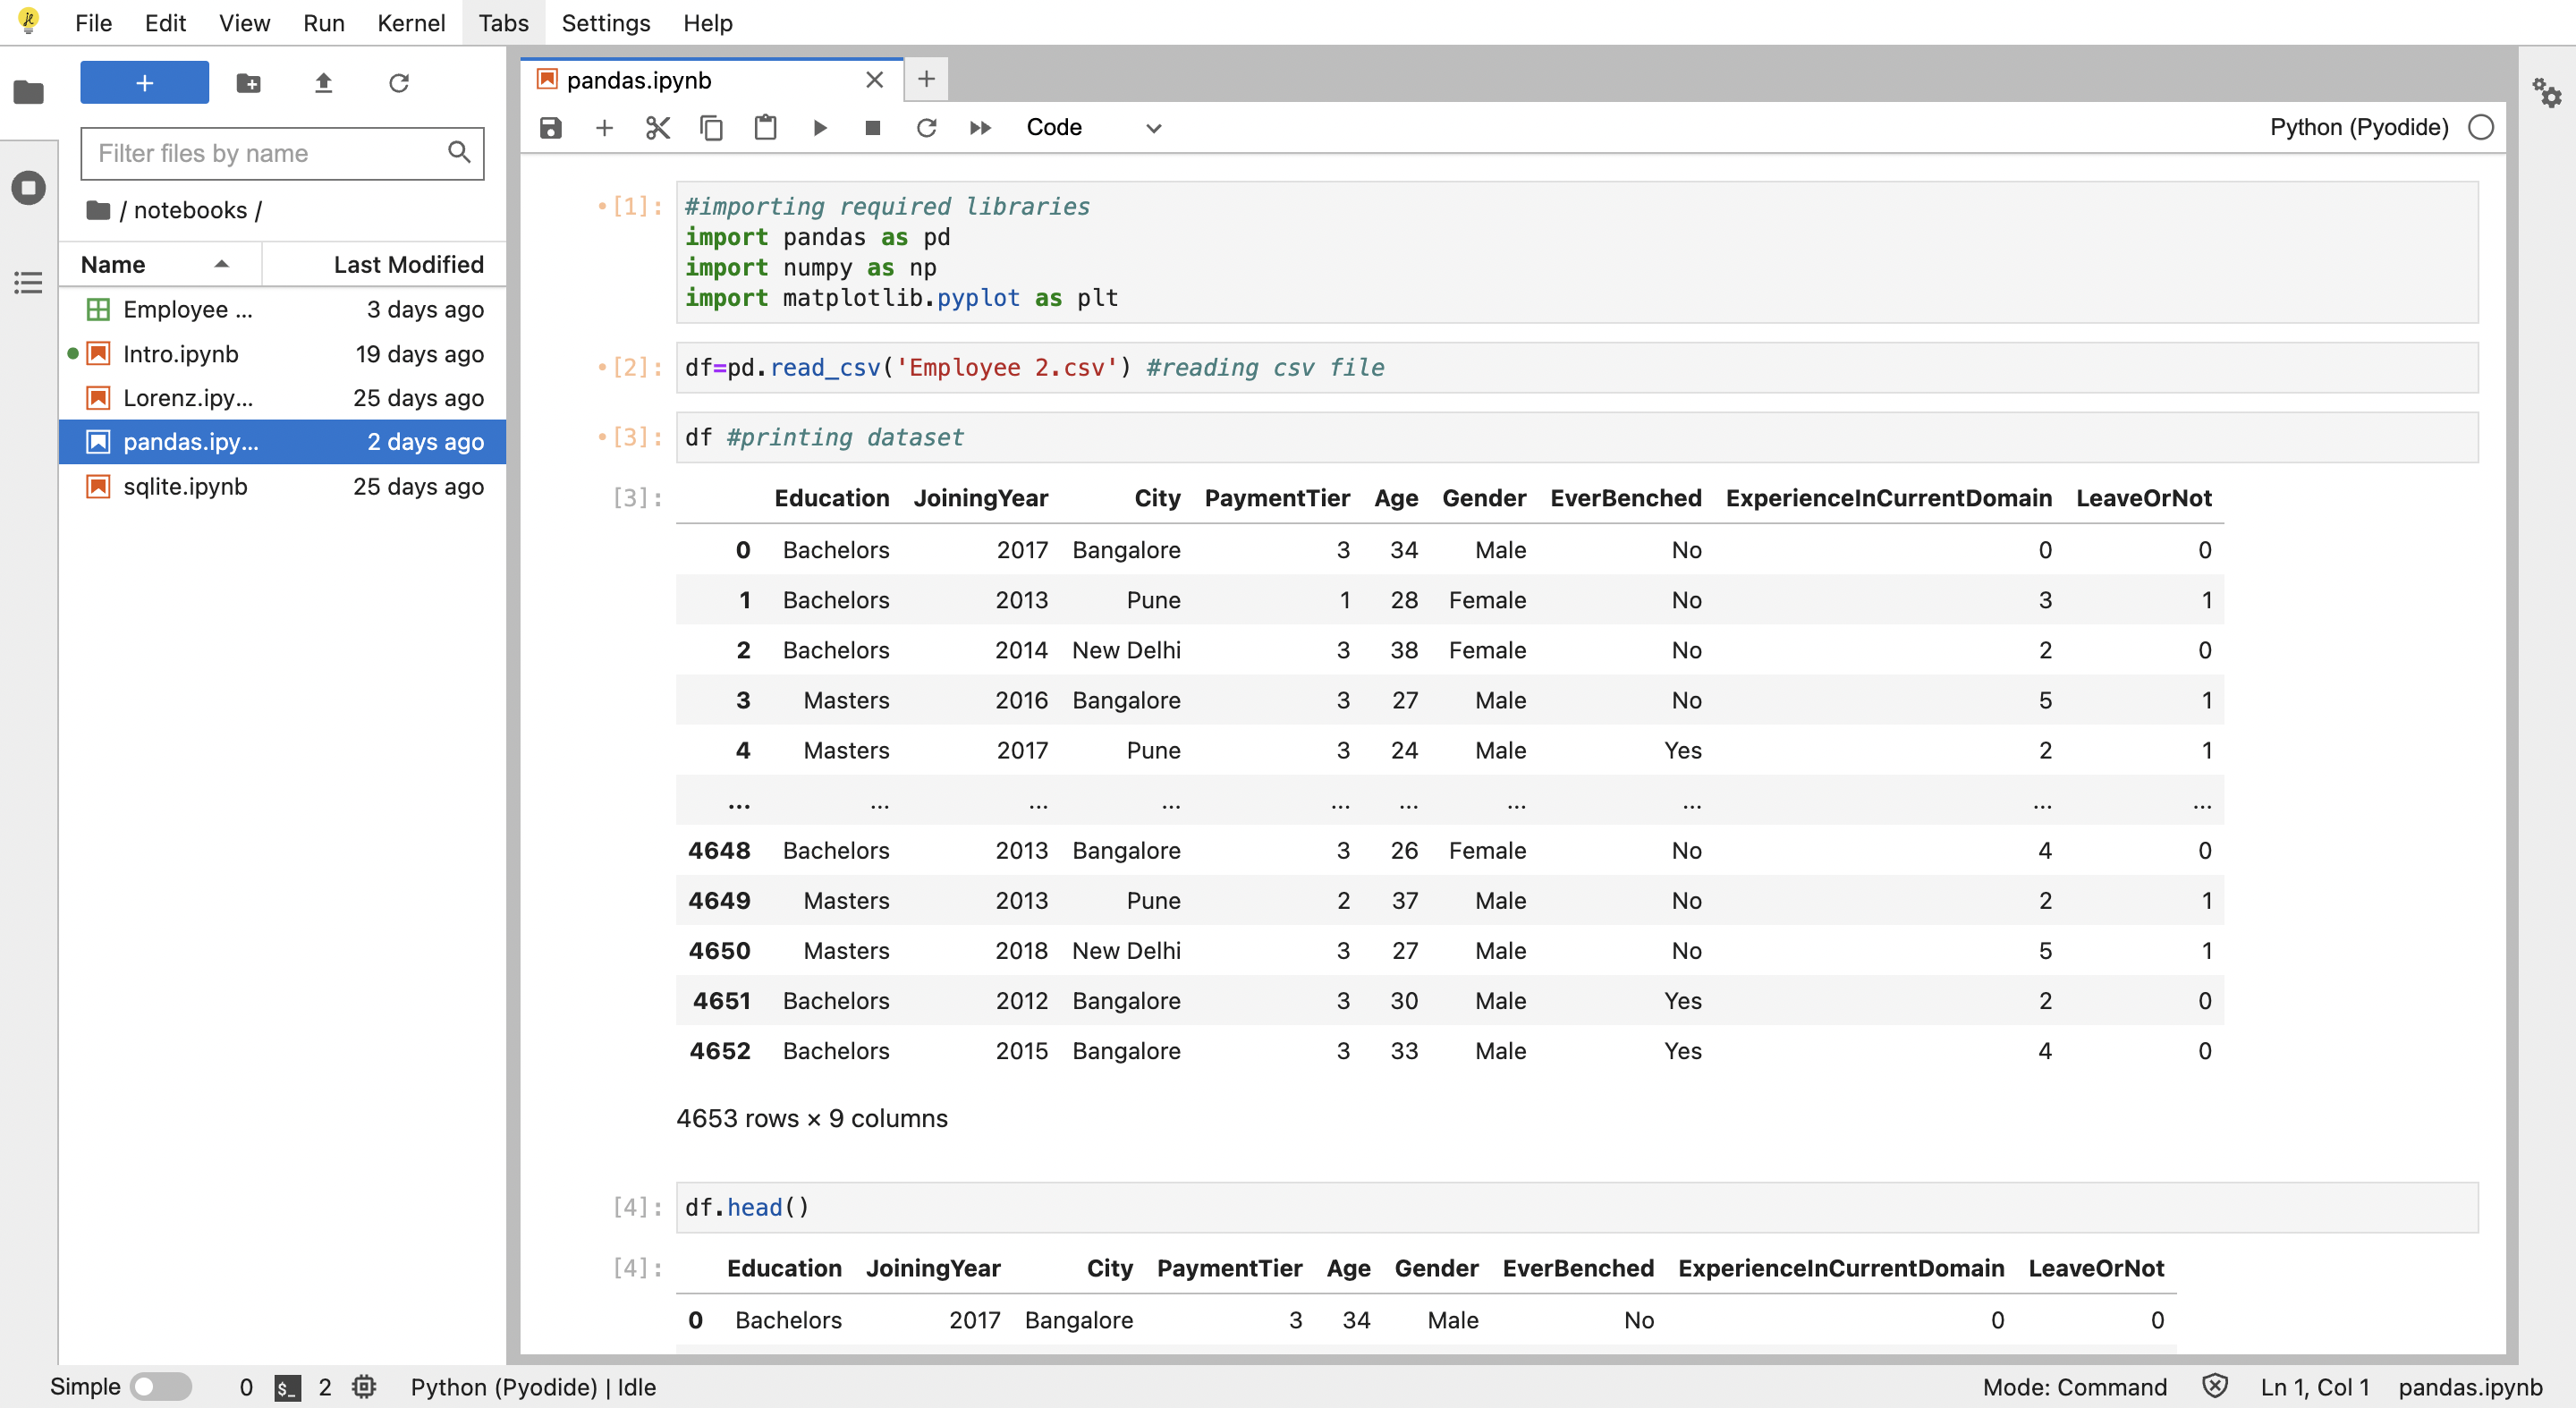 File Edit View Run Kernel Tabs Settings Help
Filter files by name
/ notebooks /
Name Last Modified
Employee ... 3 days ago
Intro.ipynb 19 days ago
Lorenz.ipy... 25 days ago
pandas.ipy... 2 days ago
sqlite.ipynb 25 days ago
pandas.ipynb
Code Python (Pyodide)
[1]: #importing required libraries
import pandas as pd
import numpy as np
import matplotlib.pyplot as plt
[2]: df=pd.read_csv('Employee 2.csv') #reading csv file
[3]: df #printing dataset
[3]: Education JoiningYear City PaymentTier Age Gender EverBenched ExperienceInCurrentDomain LeaveOrNot
0 Bachelors 2017 Bangalore 3 34 Male No 0 0
1 Bachelors 2013 Pune 1 28 Female No 3 1
2 Bachelors 2014 New Delhi 3 38 Female No 2 0
3 Masters 2016 Bangalore 3 27 Male No 5 1
4 Masters 2017 Pune 3 24 Male Yes 2 1
... ... ... ... ... ... ... ... ... ...
4648 Bachelors 2013 Bangalore 3 26 Female No 4 0
4649 Masters 2013 Pune 2 37 Male No 2 1
4650 Masters 2018 New Delhi 3 27 Male No 5 1
4651 Bachelors 2012 Bangalore 3 30 Male Yes 2 0
4652 Bachelors 2015 Bangalore 3 33 Male Yes 4 0
4653 rows × 9 columns
[4]: df.head()
[4]: Education JoiningYear City PaymentTier Age Gender EverBenched ExperienceInCurrentDomain LeaveOrNot
0 Bachelors 2017 Bangalore 3 34 Male No 0 0
Simple 0 $_ 2 Python (Pyodide) | Idle Mode: Command Ln 1, Col 1 pandas.ipynb